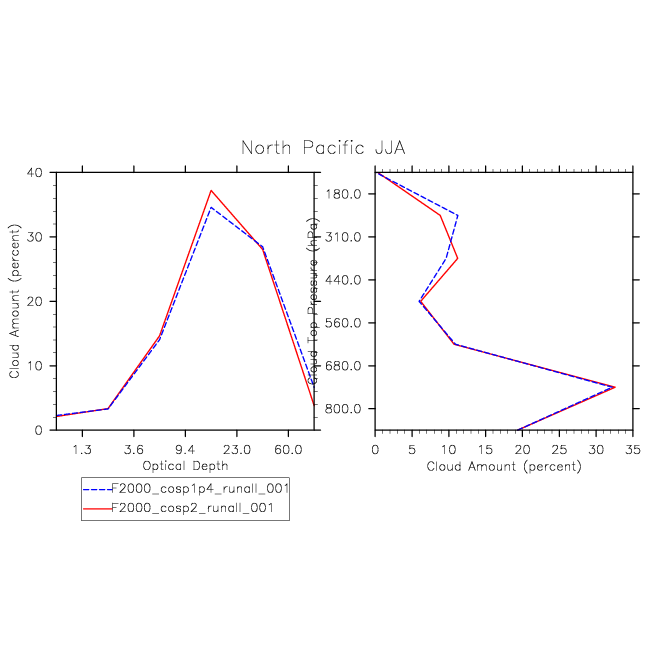 North Pacific JJA
Cloud Amount (percent)
40
30
20
10
0
1.3 3.6 9.4 23.0 60.0
Optical Depth
Cloud Top Pressure (hPa)
180.0
310.0
440.0
560.0
680.0
800.0
0 5 10 15 20 25 30 35
Cloud Amount (percent)
F2000_cosp1p4_runall_001
F2000_cosp2_runall_001